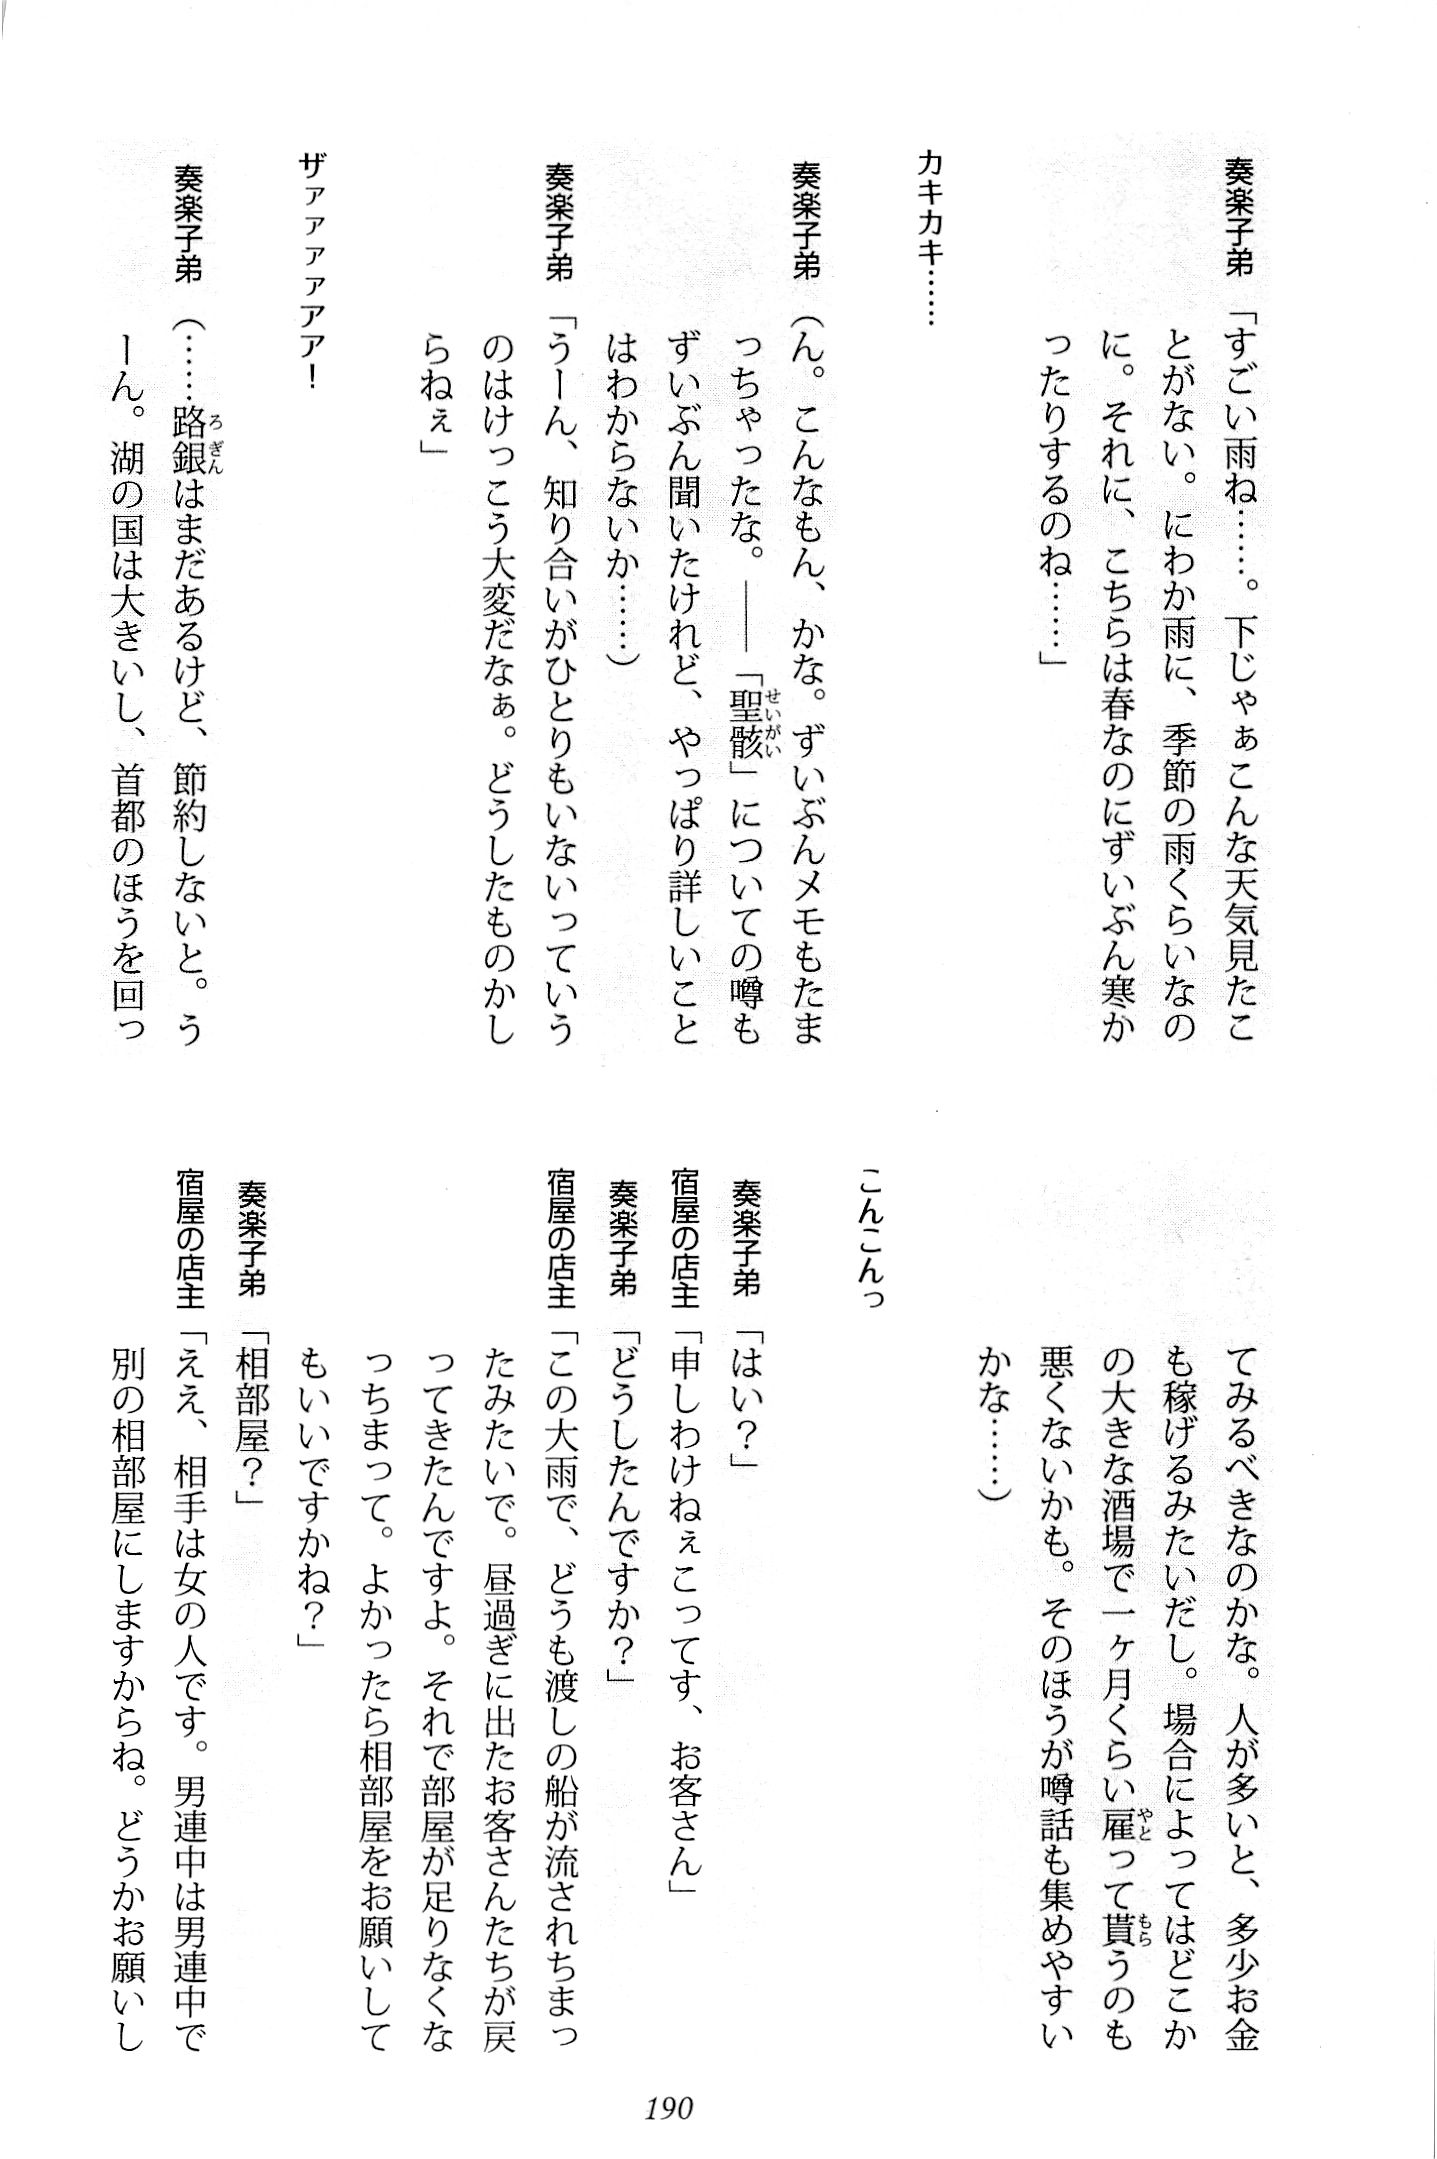 奏楽子弟「すごい雨ね……。下じゃぁこんな天気見たこ
とがない。にわか雨に、季節の雨くらいなの
に。それに、こちらは春なのにずいぶん寒か
ったりするのね……」
カキカキ……
奏楽子弟（ん。こんなもん、かな。ずいぶんメモもたま
っちゃったな。――「聖骸」についての噂も
せいがい
ずいぶん聞いたけれど、やっぱり詳しいこと
はわからないか……）
奏楽子弟「うーん、知り合いがひとりもいないっていう
のはけっこう大変だなぁ。どうしたものかし
らねぇ」
ザァァァァアア！
奏楽子弟（……路銀はまだあるけど、節約しないと。う
ろぎん
ーん。湖の国は大きいし、首都のほうを回っ
てみるべきなのかな。人が多いと、多少お金
も稼げるみたいだし。場合によってはどこか
の大きな酒場で一ヶ月くらい雇って貰うのも
やと
もら
悪くないかも。そのほうが噂話も集めやすい
かな……）
こんこんっ
奏楽子弟「はい？」
宿屋の店主「申しわけねぇこってす、お客さん」
奏楽子弟「どうしたんですか？」
宿屋の店主「この大雨で、どうも渡しの船が流されちまっ
たみたいで。昼過ぎに出たお客さんたちが戻
ってきたんですよ。それで部屋が足りなくな
っちまって。よかったら相部屋をお願いして
もいいですかね？」
奏楽子弟「相部屋？」
宿屋の店主「ええ、相手は女の人です。男連中は男連中で
別の相部屋にしますからね。どうかお願いし
190